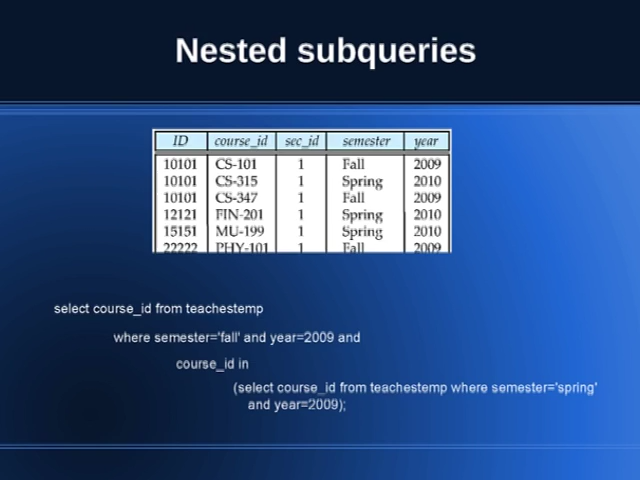 Nested subqueries
ID course_id sec_id semester year
10101 CS-101 1 Fall 2009
10101 CS-315 1 Spring 2010
10101 CS-347 1 Fall 2009
12121 FIN-201 1 Spring 2010
15151 MU-199 1 Spring 2010
22222 PHY-101 1 Fall 2009
select course_id from teachestemp
where semester='fall' and year=2009 and
course_id in
(select course_id from teachestemp where semester='spring'
and year=2009);